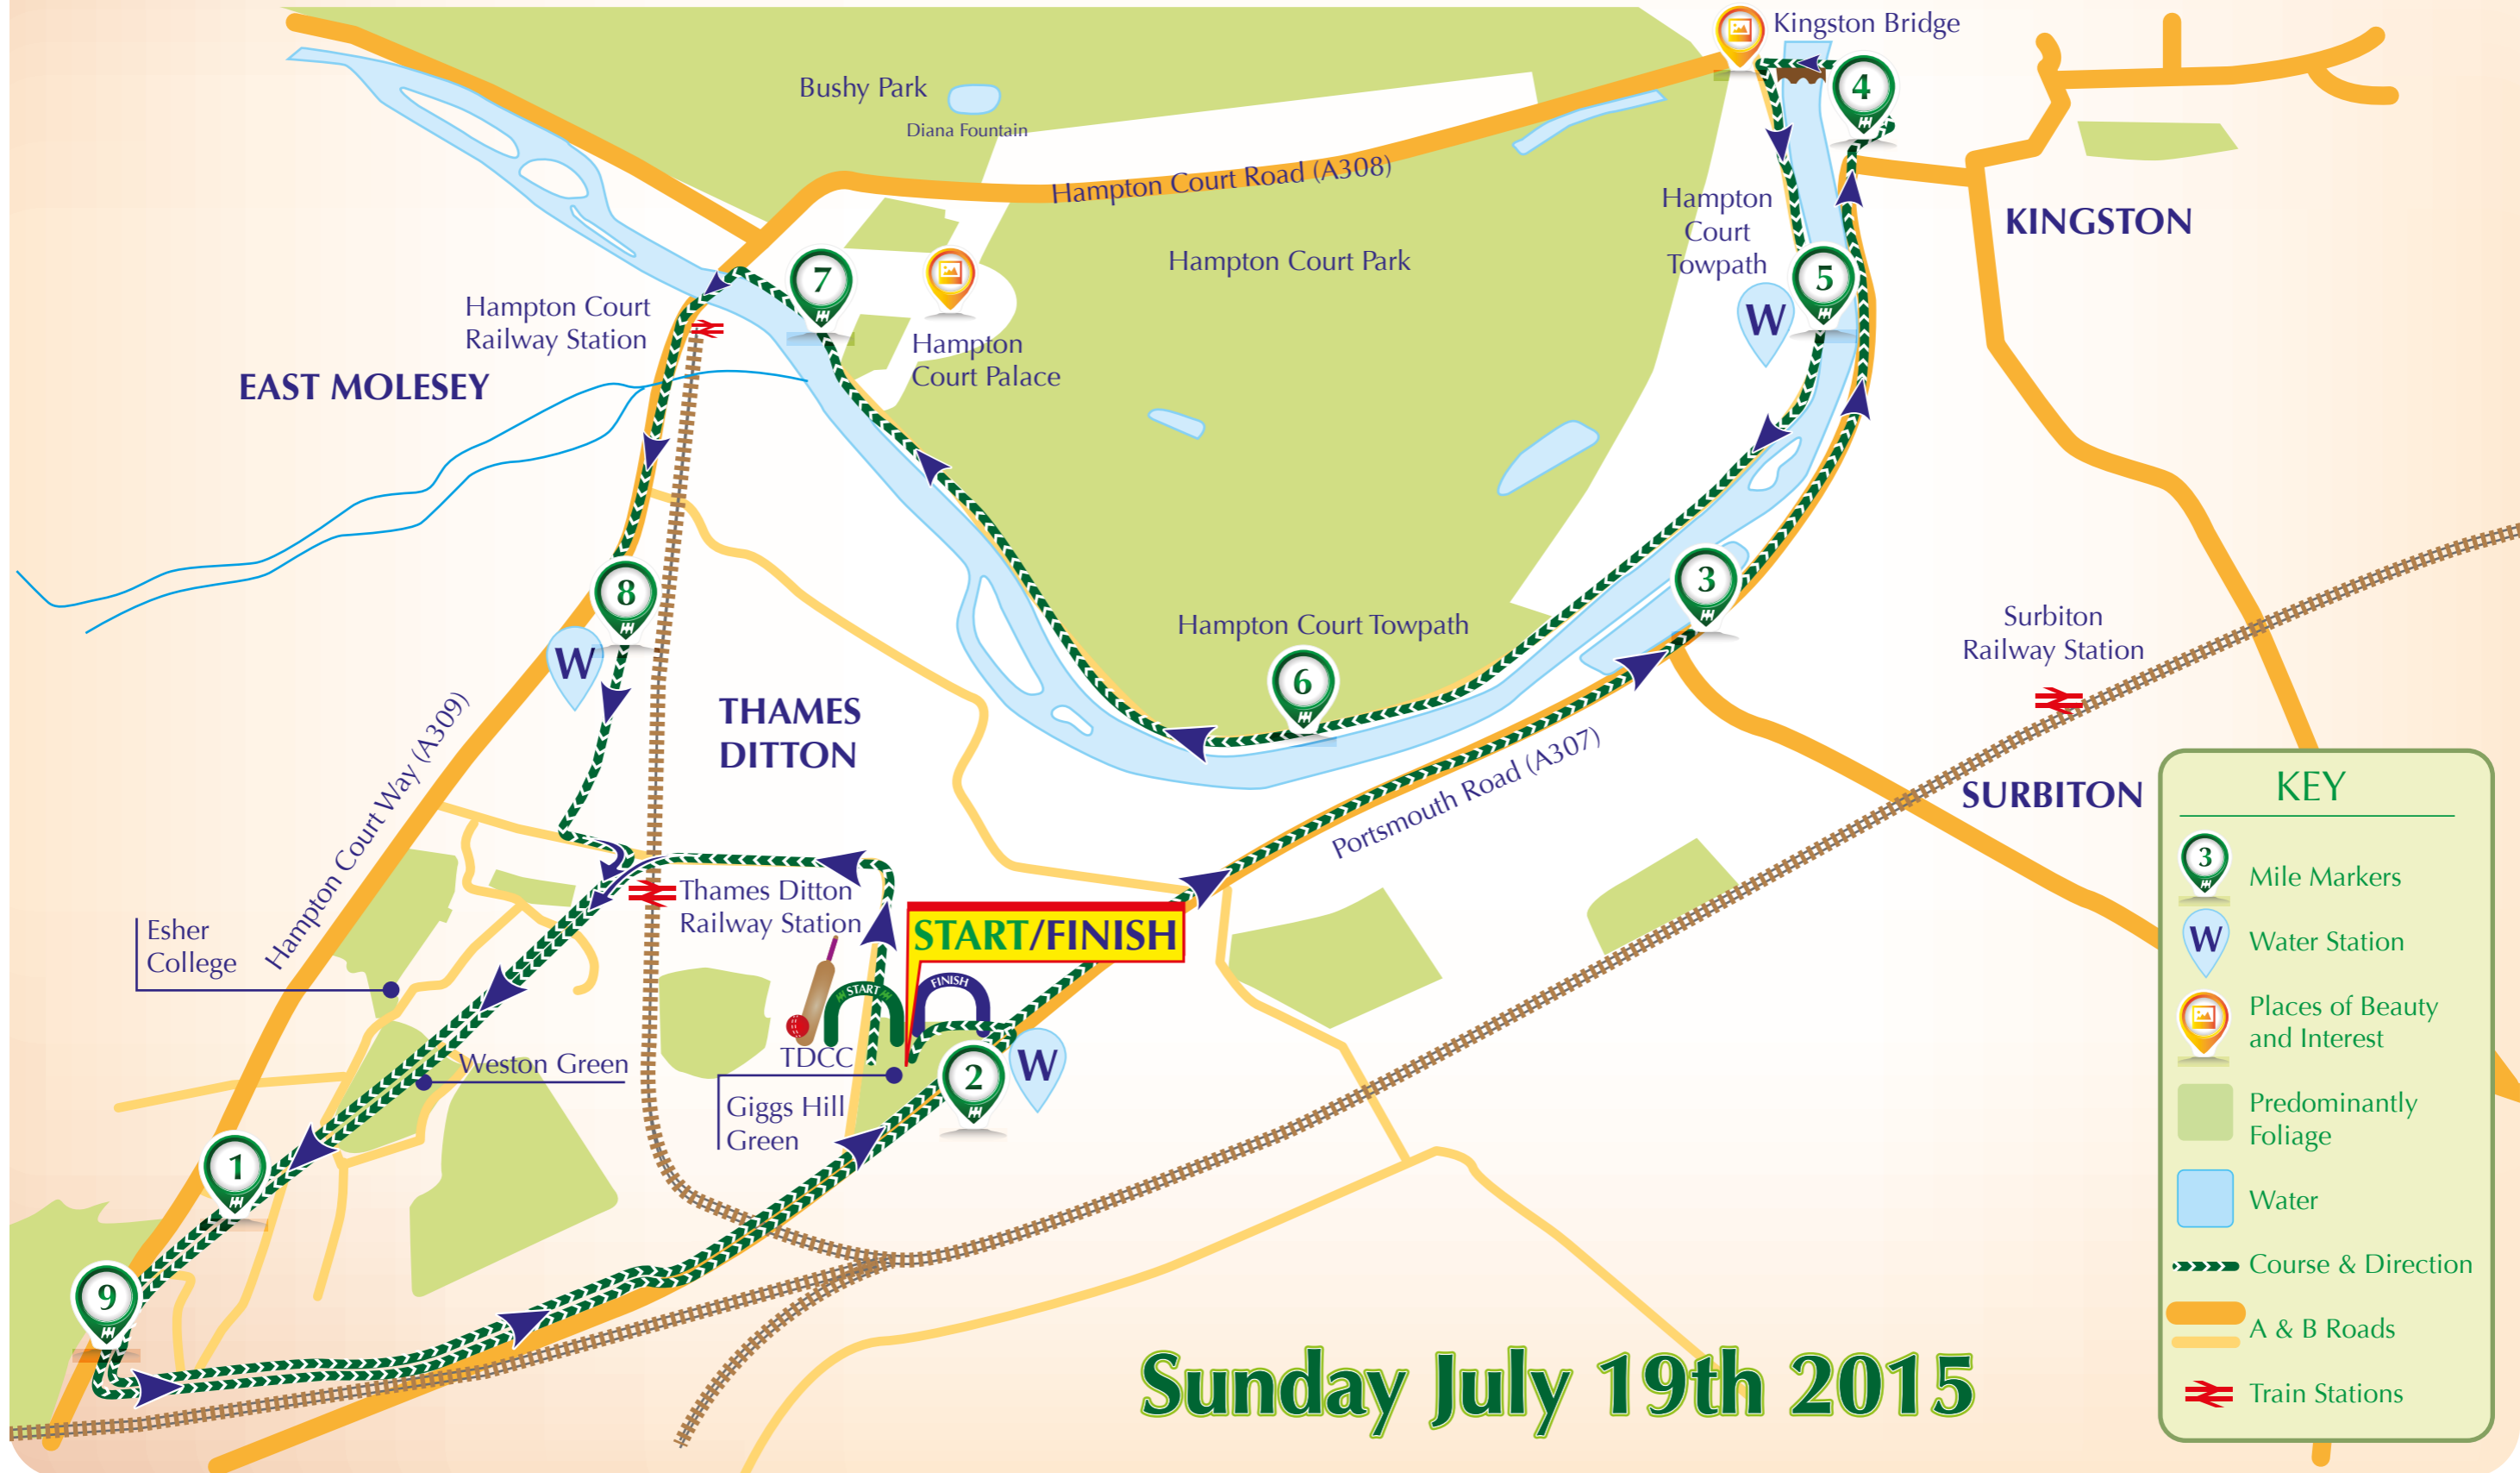 Kingston Bridge
Bushy Park
Diana Fountain
4
Hampton Court Road (A308)
Hampton
Court
Towpath
KINGSTON
Hampton Court Park
7
5
W
Hampton Court
Railway Station
Hampton
Court Palace
EAST MOLESEY
8
W
3
Hampton Court Towpath
6
Surbiton
Railway Station
THAMES
DITTON
Hampton Court Way (A309)
Portsmouth Road (A307)
SURBITON
Thames Ditton
Railway Station
START/FINISH
Esher
College
START
FINISH
TDCC
Weston Green
Giggs Hill
Green
2
W
1
9
Sunday July 19th 2015
KEY
3
Mile Markers
W
Water Station
Places of Beauty
and Interest
Predominantly
Foliage
Water
Course & Direction
A & B Roads
Train Stations